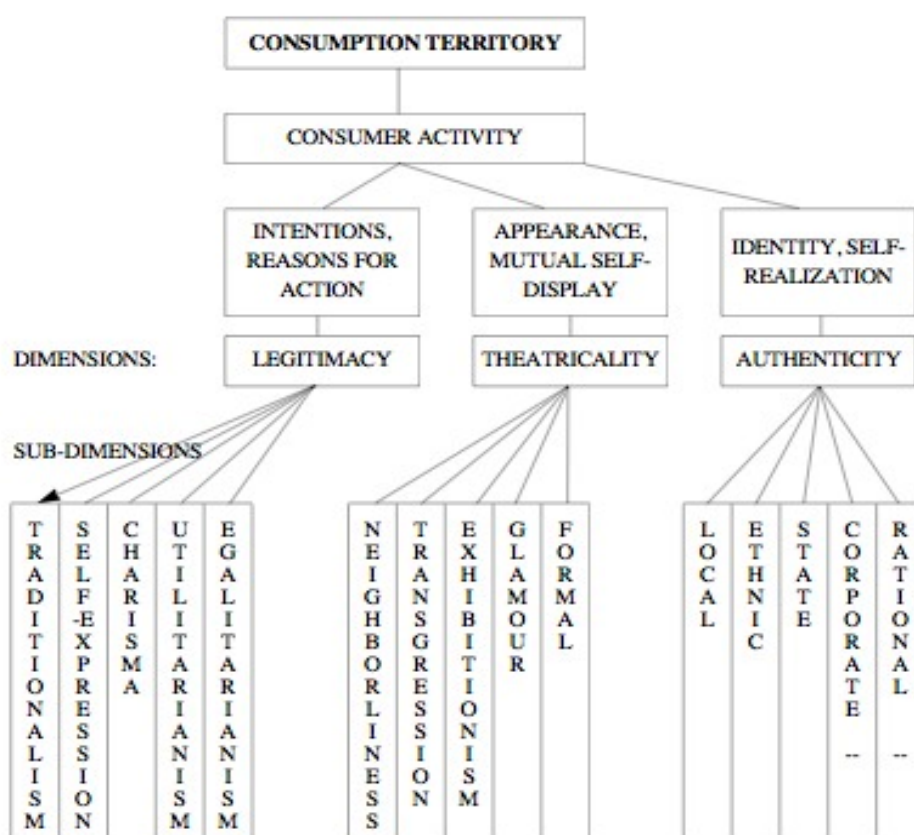 CONSUMPTION TERRITORY
CONSUMER ACTIVITY
INTENTIONS,
REASONS FOR
ACTION
APPEARANCE,
MUTUAL SELF-
DISPLAY
IDENTITY, SELF-
REALIZATION
DIMENSIONS:
LEGITIMACY
THEATRICALITY
AUTHENTICITY
SUB-DIMENSIONS
TRADITIONALISM
SELF-EXPRESSION
CHARISMA
UTILITARIANISM
EGALITARIANISM
NEIGHBORLINESS
TRANSGRESSION
EXHIBITIONISM
GLAMOUR
FORMAL
LOCAL
ETHNIC
STATE
CORPORATE --
RATIONAL --